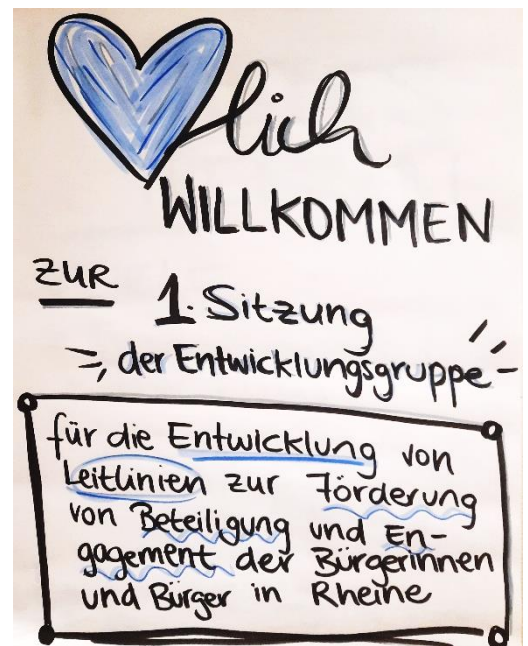 lich
WILLKOMMEN
ZUR
1. Sitzung
der Entwicklungsgruppe
für die Entwicklung von
Leitlinien zur Förderung
von Beteiligung und En-
gagement der Bürgerinnen
und Bürger in Rheine